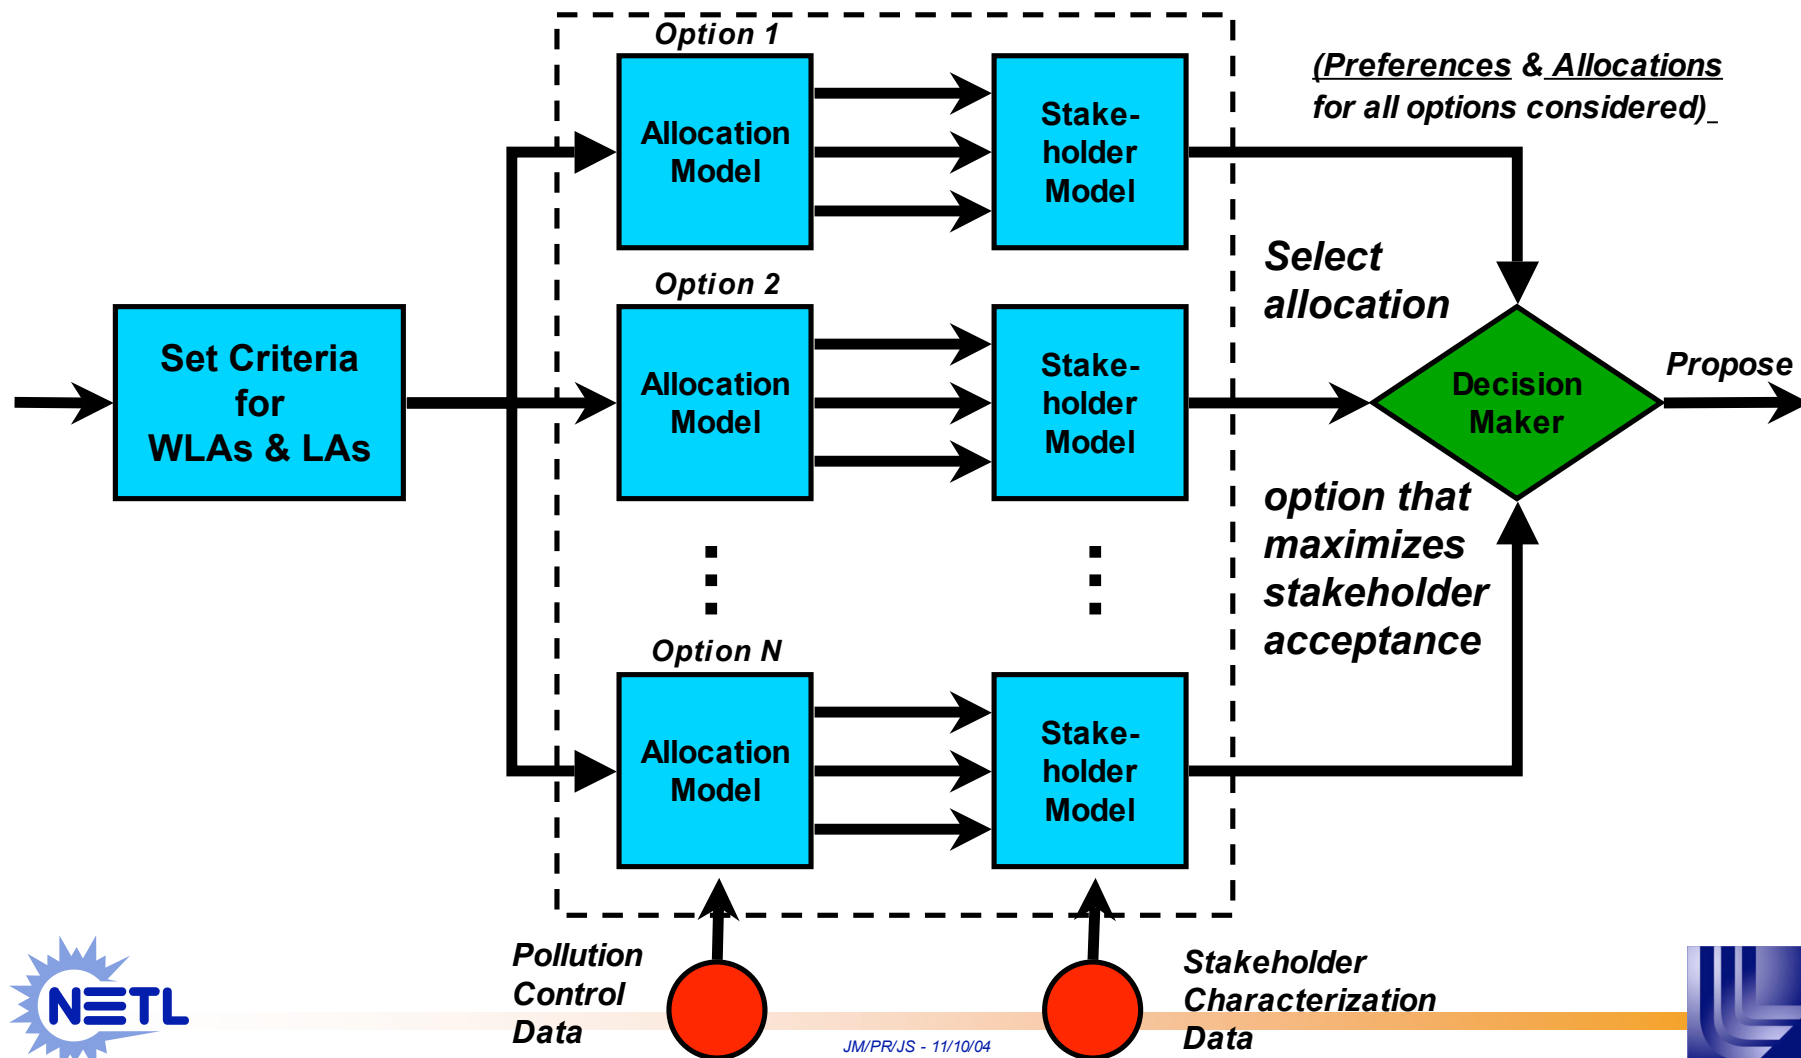 Option 1
Allocation
Model
Stake-
holder
Model
(Preferences & Allocations
for all options considered)
Set Criteria
for
WLAs & LAs
Option 2
Allocation
Model
Stake-
holder
Model
Select
allocation
Decision
Maker
Propose
option that
maximizes
stakeholder
acceptance
Option N
Allocation
Model
Stake-
holder
Model
Pollution
Control
Data
Stakeholder
Characterization
Data
NETL
JM/PR/JS - 11/10/04